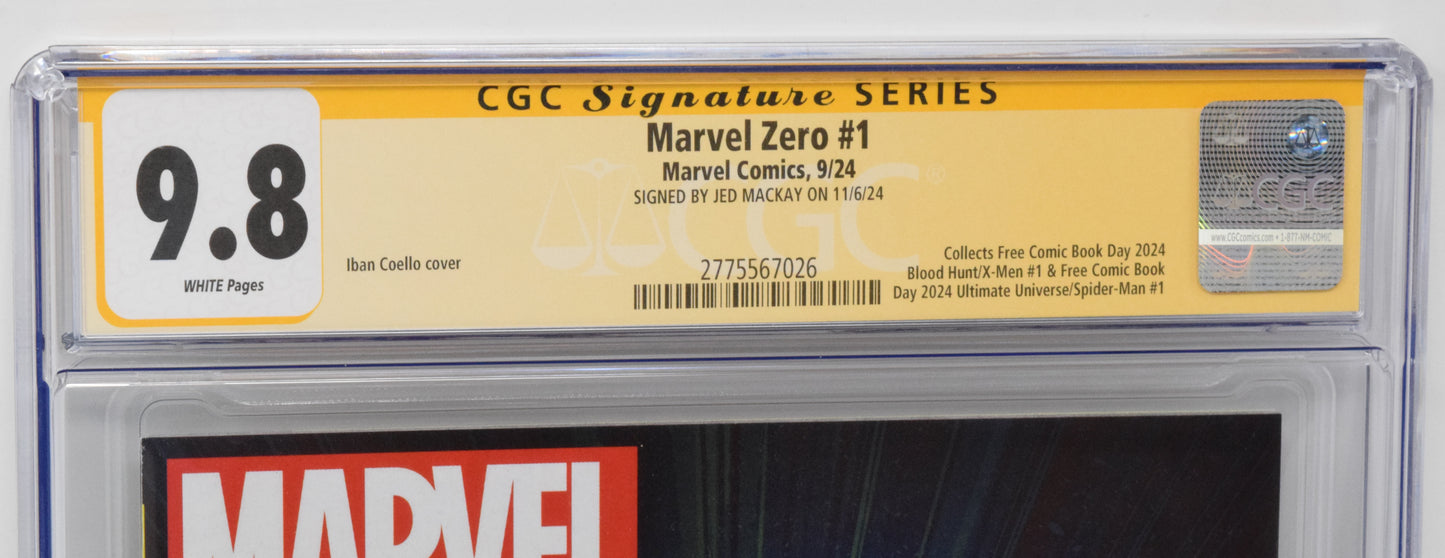 CGC Signature SERIES
9.8
WHITE Pages
Marvel Zero #1
Marvel Comics, 9/24
SIGNED BY JED MACKAY ON 11/6/24
CGC®
Iban Coello cover
2775567026
Collects Free Comic Book Day 2024
Blood Hunt/X-Men #1 & Free Comic Book
Day 2024 Ultimate Universe/Spider-Man #1
CGC
www.CGCcomics.com • 1-877-NM-COMIC
MARVEL